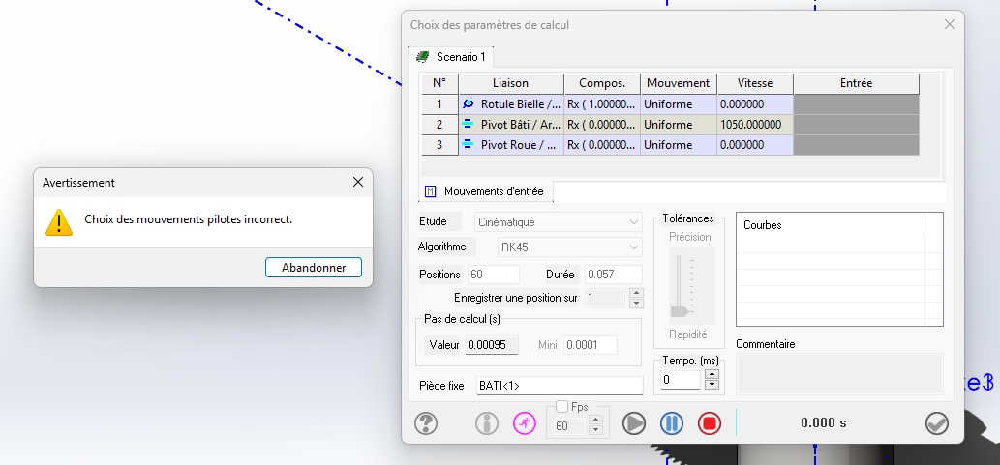 Choix des paramètres de calcul
Scenario 1
N° Liaison Compos. Mouvement Vitesse Entrée
1 Rotule Bielle /... Rx ( 1.00000... Uniforme 0.000000
2 Pivot Bâti / Ar... Rx ( 0.00000... Uniforme 1050.000000
3 Pivot Roue / ... Rx ( 0.00000... Uniforme 0.000000
Mouvements d'entrée
Avertissement
Choix des mouvements pilotes incorrect.
Abandonner
Etude Cinématique
Algorithme RK45
Positions 60 Durée 0.057
Enregistrer une position sur 1
Pas de calcul (s)
Valeur 0.00095 Mini 0.0001
Pièce fixe BATI<1>
Tolérances
Précision
Rapidité
Tempo. (ms)
0
Courbes
Commentaire
Fps
60
0.000 s